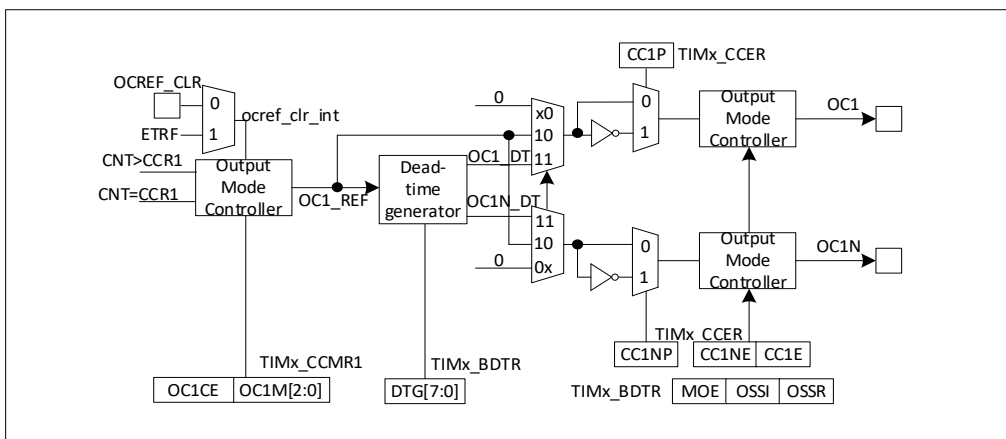 CC1P TIMx_CCER
OCREF_CLR
0
ocref_clr_int
ETRF
1
CNT>CCR1
CNT=CCR1
Output
Mode
Controller
OC1_REF
Dead-
time
generator
OC1_DT
OC1N_DT
0
x0
10
11
11
10
0
0x
0
1
Output
Mode
Controller
OC1
0
1
Output
Mode
Controller
OC1N
TIMx_CCER
CC1NP CC1NE CC1E
TIMx_CCMR1
OC1CE OC1M[2:0]
TIMx_BDTR
DTG[7:0]
TIMx_BDTR MOE OSSI OSSR